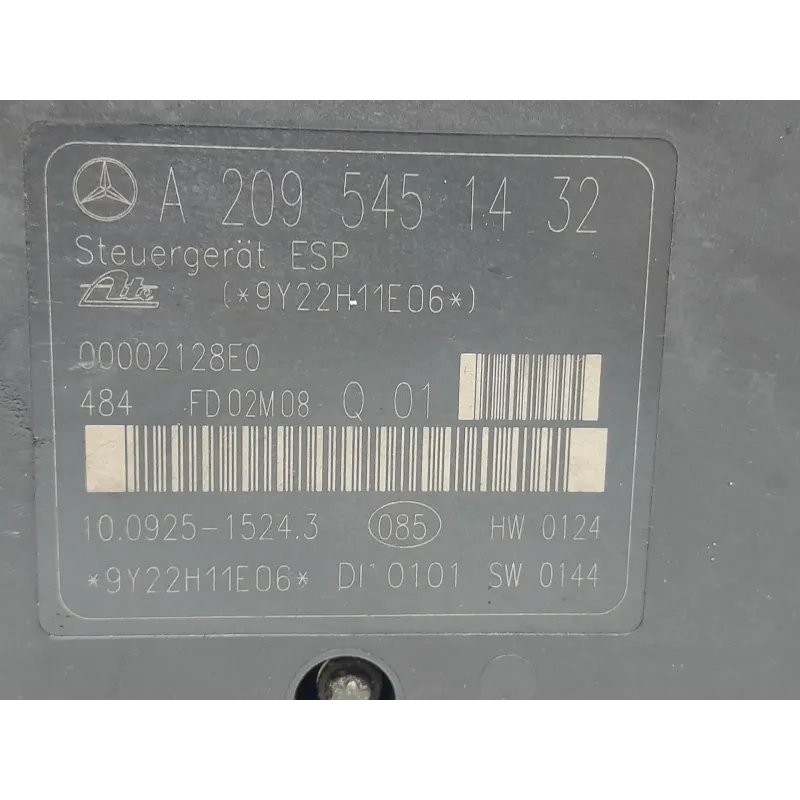 A 209 545 14 32
Steuergerät ESP
Ate (*9Y22H11E06*)
00002128E0
484 FD02M08 Q 01
10.0925-1524.3 085 HW 0124
*9Y22H11E06* DI 0101 SW 0144